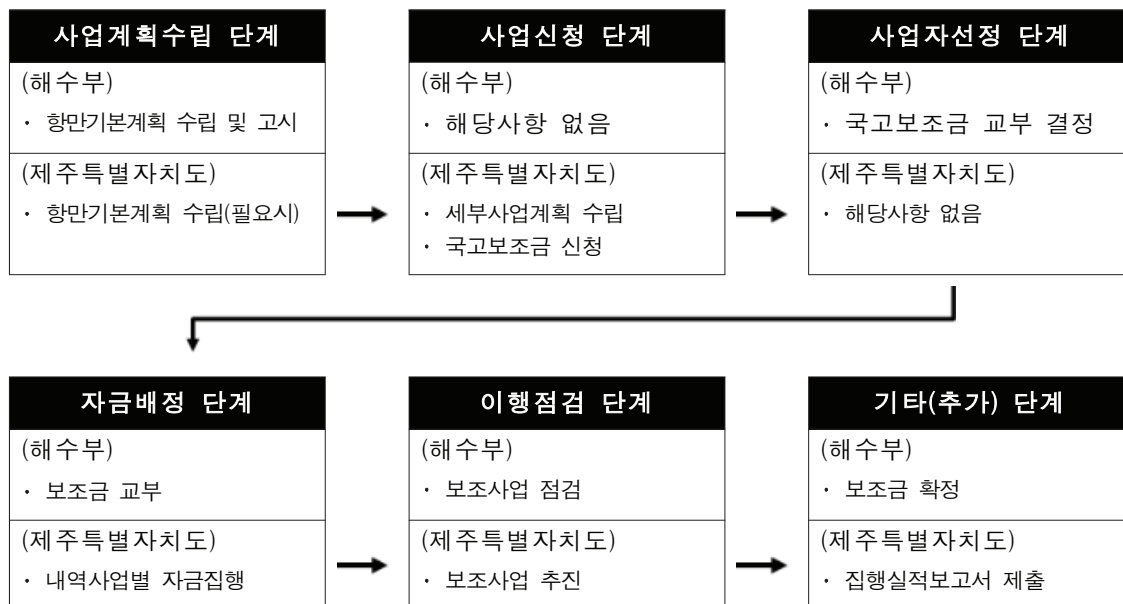 사업계획수립 단계
(해수부)
· 항만기본계획 수립 및 고시
(제주특별자치도)
· 항만기본계획 수립(필요시)
사업신청 단계
(해수부)
· 해당사항 없음
(제주특별자치도)
· 세부사업계획 수립
· 국고보조금 신청
사업자선정 단계
(해수부)
· 국고보조금 교부 결정
(제주특별자치도)
· 해당사항 없음
자금배정 단계
(해수부)
· 보조금 교부
(제주특별자치도)
· 내역사업별 자금집행
이행점검 단계
(해수부)
· 보조사업 점검
(제주특별자치도)
· 보조사업 추진
기타(추가) 단계
(해수부)
· 보조금 확정
(제주특별자치도)
· 집행실적보고서 제출